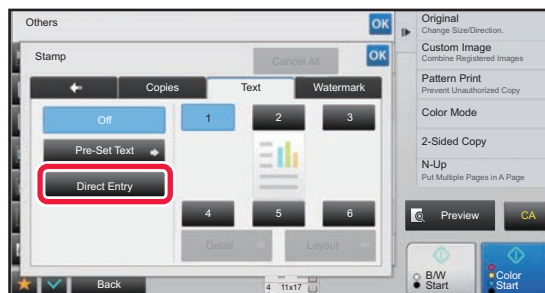 Others
OK
Original
Change Size/Direction.
Stamp
Cancel All
OK
Custom Image
Combine Registered Images
Copies
Text
Watermark
Pattern Print
Prevent Unauthorized Copy
Off
1
2
3
Color Mode
Pre-Set Text
2-Sided Copy
Direct Entry
N-Up
Put Multiple Pages in A Page
4
5
6
Preview
CA
Detail
Layout
Back
4 11x17
B/W
Start
Color
Start